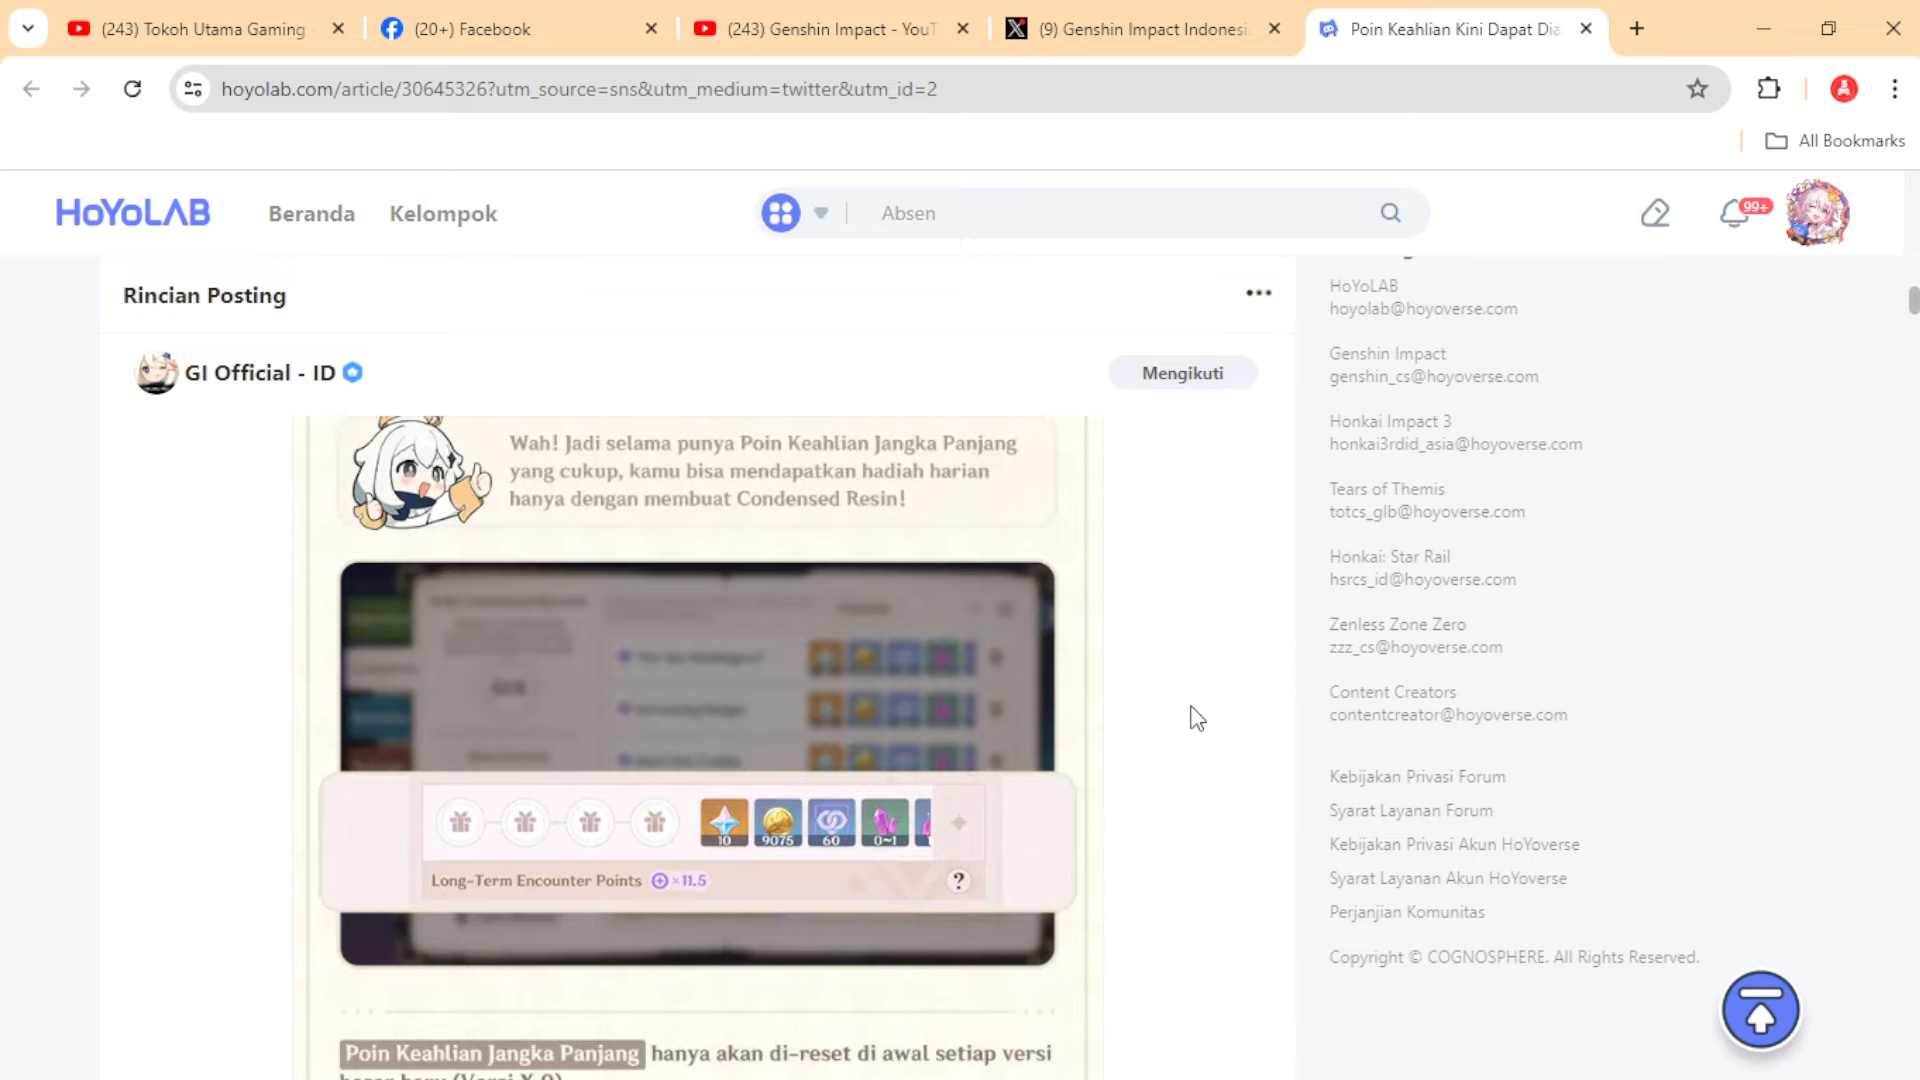 (243) Tokoh Utama Gaming
(20+) Facebook
(243) Genshin Impact - YouT
(9) Genshin Impact Indonesi
Poin Keahlian Kini Dapat Dia
hoyolab.com/article/30645326?utm_source=sns&utm_medium=twitter&utm_id=2
All Bookmarks
HoYoLAB
Beranda
Kelompok
Absen
99+
Rincian Posting
GI Official - ID
Mengikuti
Wah! Jadi selama punya Poin Keahlian Jangka Panjang
yang cukup, kamu bisa mendapatkan hadiah harian
hanya dengan membuat Condensed Resin!
10
9075
60
0~1
Long-Term Encounter Points
×11.5
?
Poin Keahlian Jangka Panjang hanya akan di-reset di awal setiap versi
HoYoLAB
hoyolab@hoyoverse.com
Genshin Impact
genshin_cs@hoyoverse.com
Honkai Impact 3
honkai3rdid_asia@hoyoverse.com
Tears of Themis
totcs_glb@hoyoverse.com
Honkai: Star Rail
hsrcs_id@hoyoverse.com
Zenless Zone Zero
zzz_cs@hoyoverse.com
Content Creators
contentcreator@hoyoverse.com
Kebijakan Privasi Forum
Syarat Layanan Forum
Kebijakan Privasi Akun HoYoverse
Syarat Layanan Akun HoYoverse
Perjanjian Komunitas
Copyright © COGNOSPHERE. All Rights Reserved.